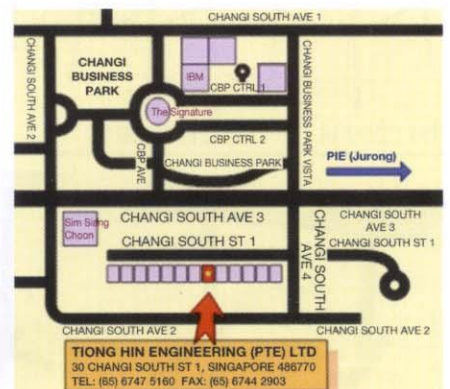 CHANGI SOUTH AVE 1
CHANGI SOUTH AVE 2
CHANGI
BUSINESS
PARK
IBM
CBP CTRL 1
CHANGI BUSINESS PARK VISTA
The Signature
CBP CTRL 2
CBP AVE
CHANGI BUSINESS PARK
PIE (Jurong)
Sim Siang
Choon
CHANGI SOUTH AVE 3
CHANGI SOUTH ST 1
CHANGI SOUTH
AVE 4
CHANGI SOUTH
AVE 3
CHANGI SOUTH ST 1
CHANGI SOUTH AVE 2
CHANGI SOUTH AVE 2
TIONG HIN ENGINEERING (PTE) LTD
30 CHANGI SOUTH ST 1, SINGAPORE 486770
TEL: (65) 6747 5160 FAX: (65) 6744 2903